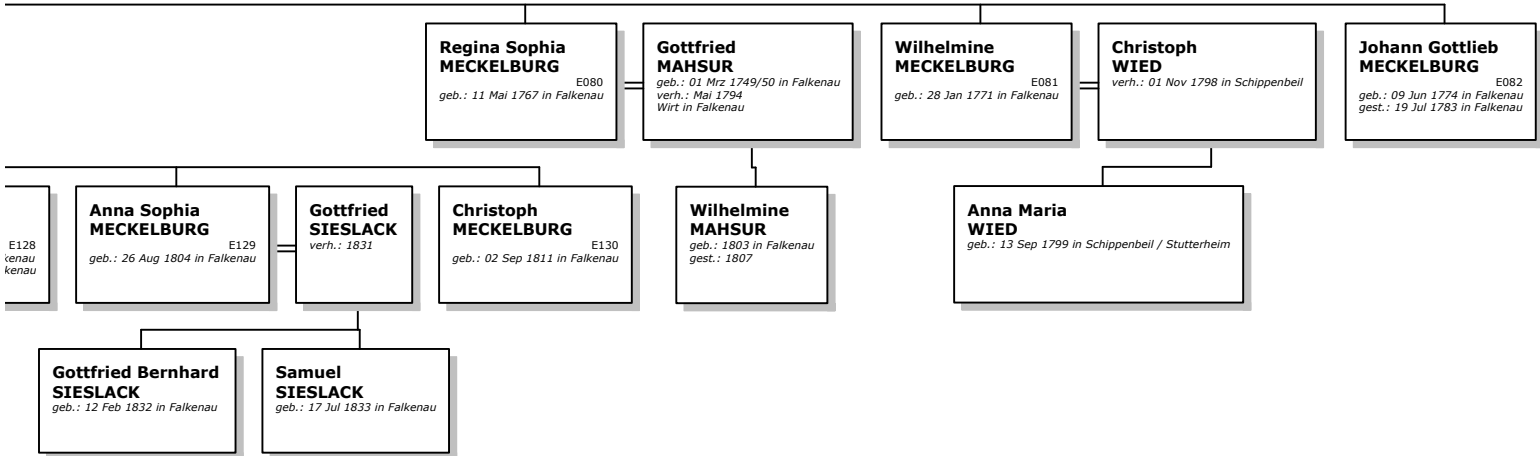 Regina Sophia
MECKELBURG
E080
geb.: 11 Mai 1767 in Falkenau
Gottfried
MAHSUR
geb.: 01 Mrz 1749/50 in Falkenau
verh.: Mai 1794
Wirt in Falkenau
Wilhelmine
MECKELBURG
E081
geb.: 28 Jan 1771 in Falkenau
Christoph
WIED
verh.: 01 Nov 1798 in Schippenbeil
Johann Gottlieb
MECKELBURG
E082
geb.: 09 Jun 1774 in Falkenau
gest.: 19 Jul 1783 in Falkenau
E128
kenau
kenau
Anna Sophia
MECKELBURG
E129
geb.: 26 Aug 1804 in Falkenau
Gottfried
SIESLACK
verh.: 1831
Christoph
MECKELBURG
E130
geb.: 02 Sep 1811 in Falkenau
Wilhelmine
MAHSUR
geb.: 1803 in Falkenau
gest.: 1807
Anna Maria
WIED
geb.: 13 Sep 1799 in Schippenbeil / Stutterheim
Gottfried Bernhard
SIESLACK
geb.: 12 Feb 1832 in Falkenau
Samuel
SIESLACK
geb.: 17 Jul 1833 in Falkenau